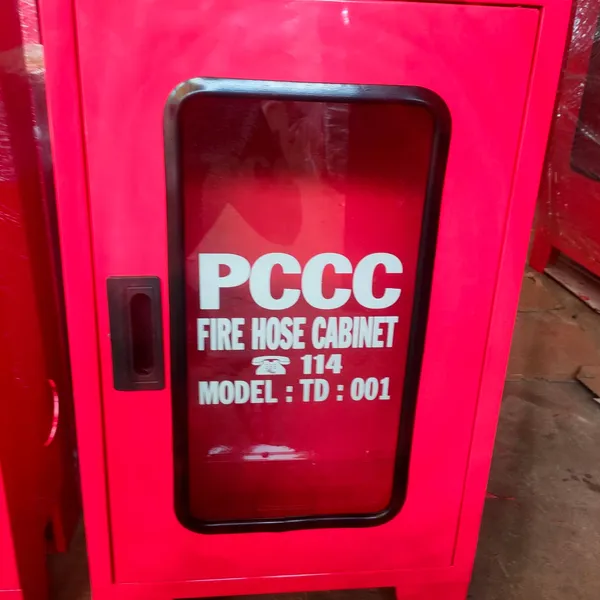 PCCC
FIRE HOSE CABINET
☎ 114
MODEL : TD : 001